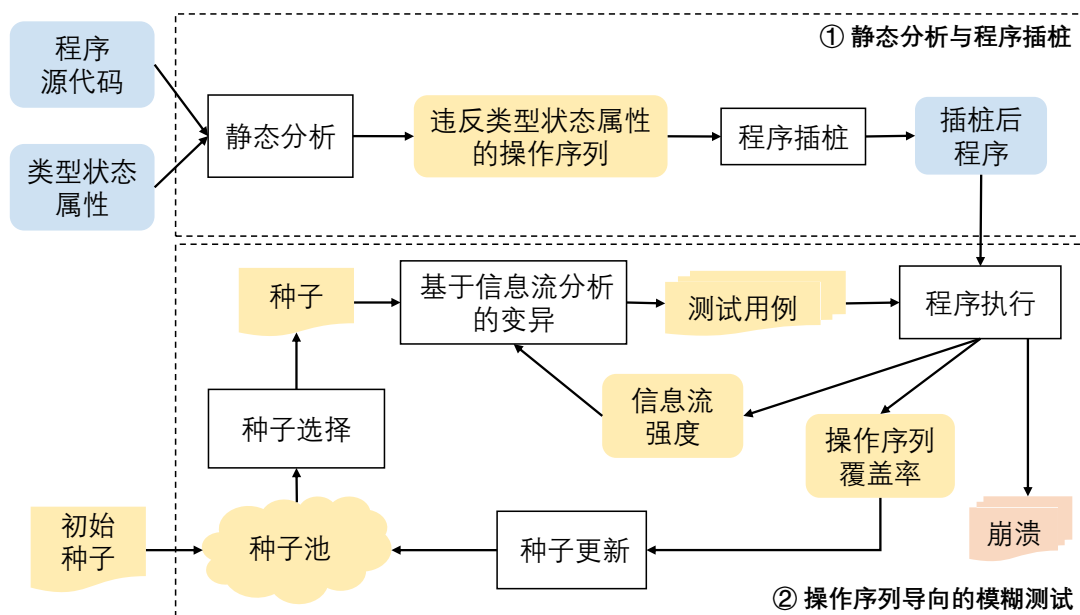 ① 静态分析与程序插桩
程序
源代码
类型状态
属性
静态分析
违反类型状态属性
的操作序列
程序插桩
插桩后
程序
种子
基于信息流分析
的变异
测试用例
程序执行
种子选择
信息流
强度
操作序列
覆盖率
初始
种子
种子池
种子更新
崩溃
② 操作序列导向的模糊测试